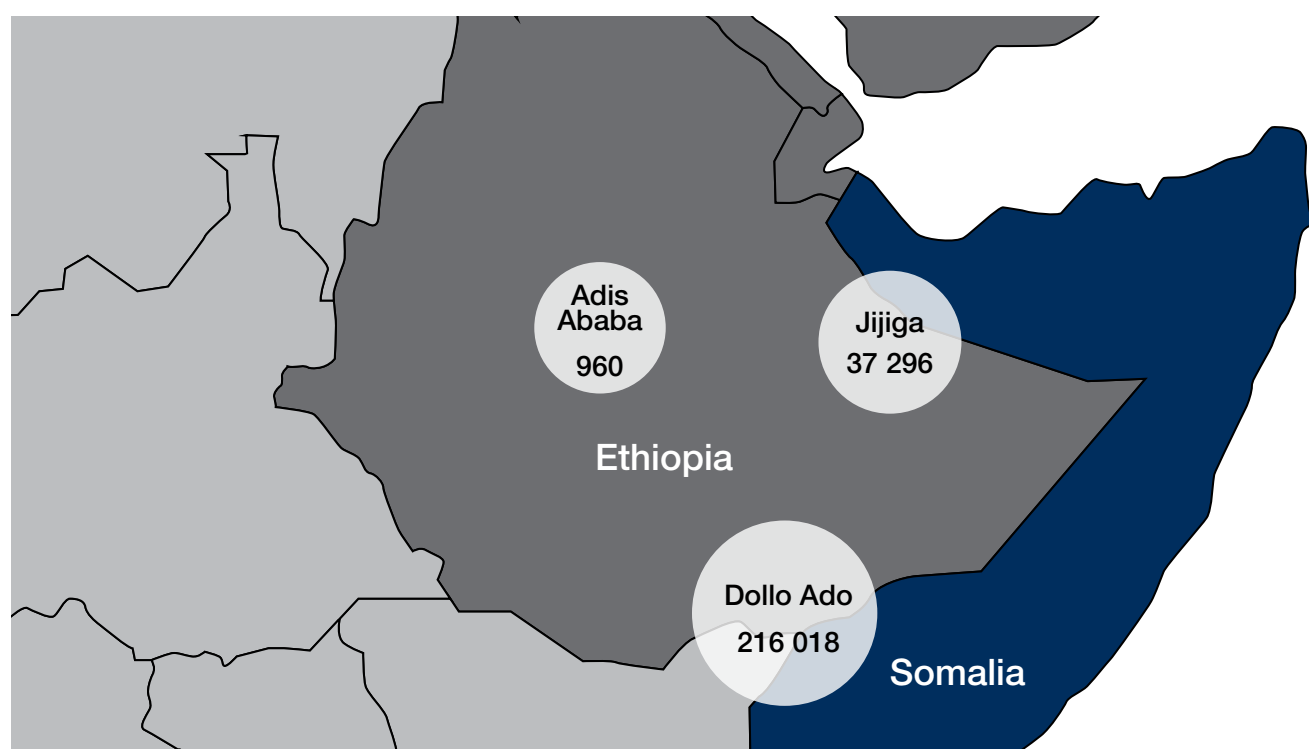 Adis
Ababa
960
Jijiga
37 296
Ethiopia
Dollo Ado
216 018
Somalia